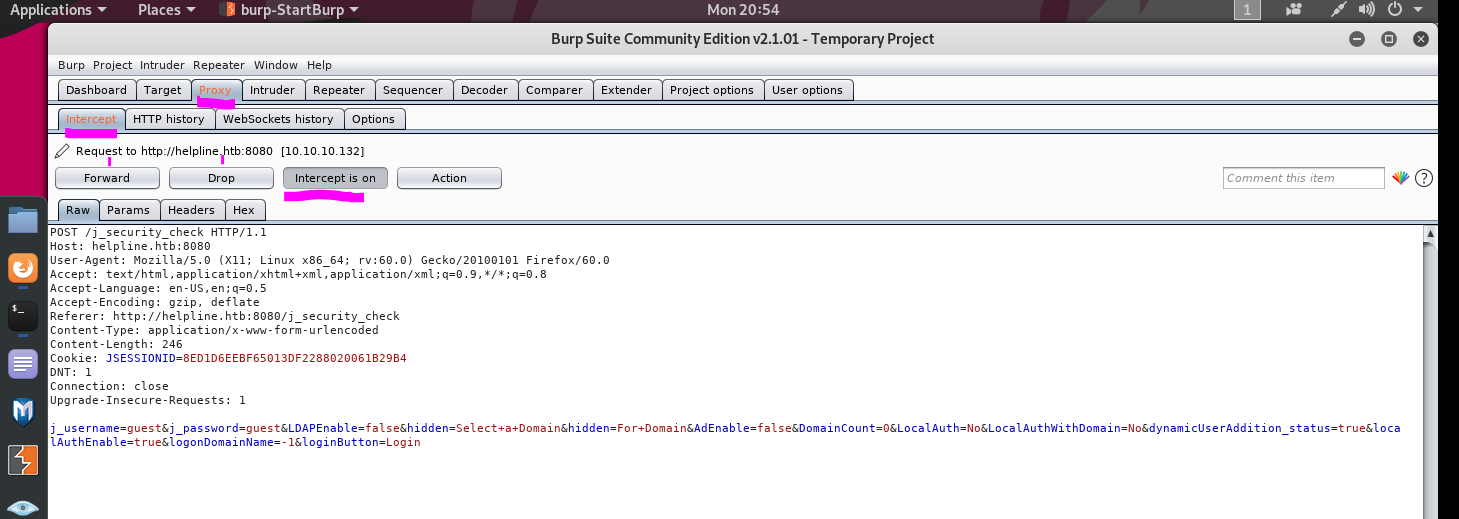 Applications Places burp-StartBurp Mon 20:54 1
Burp Suite Community Edition v2.1.01 - Temporary Project
Burp Project Intruder Repeater Window Help
Dashboard Target Proxy Intruder Repeater Sequencer Decoder Comparer Extender Project options User options
Intercept HTTP history WebSockets history Options
Request to http://helpline.htb:8080 [10.10.10.132]
Forward Drop Intercept is on Action Comment this item ?
Raw Params Headers Hex
POST /j_security_check HTTP/1.1
Host: helpline.htb:8080
User-Agent: Mozilla/5.0 (X11; Linux x86_64; rv:60.0) Gecko/20100101 Firefox/60.0
Accept: text/html,application/xhtml+xml,application/xml;q=0.9,*/*;q=0.8
Accept-Language: en-US,en;q=0.5
Accept-Encoding: gzip, deflate
Referer: http://helpline.htb:8080/j_security_check
Content-Type: application/x-www-form-urlencoded
Content-Length: 246
Cookie: JSESSIONID=8ED1D6EEBF65013DF2288020061B29B4
DNT: 1
Connection: close
Upgrade-Insecure-Requests: 1
j_username=guest&j_password=guest&LDAPEnable=false&hidden=Select+a+Domain&hidden=For+Domain&AdEnable=false&DomainCount=0&LocalAuth=No&LocalAuthWithDomain=No&dynamicUserAddition_status=true&loca
lAuthEnable=true&logonDomainName=-1&loginButton=Login